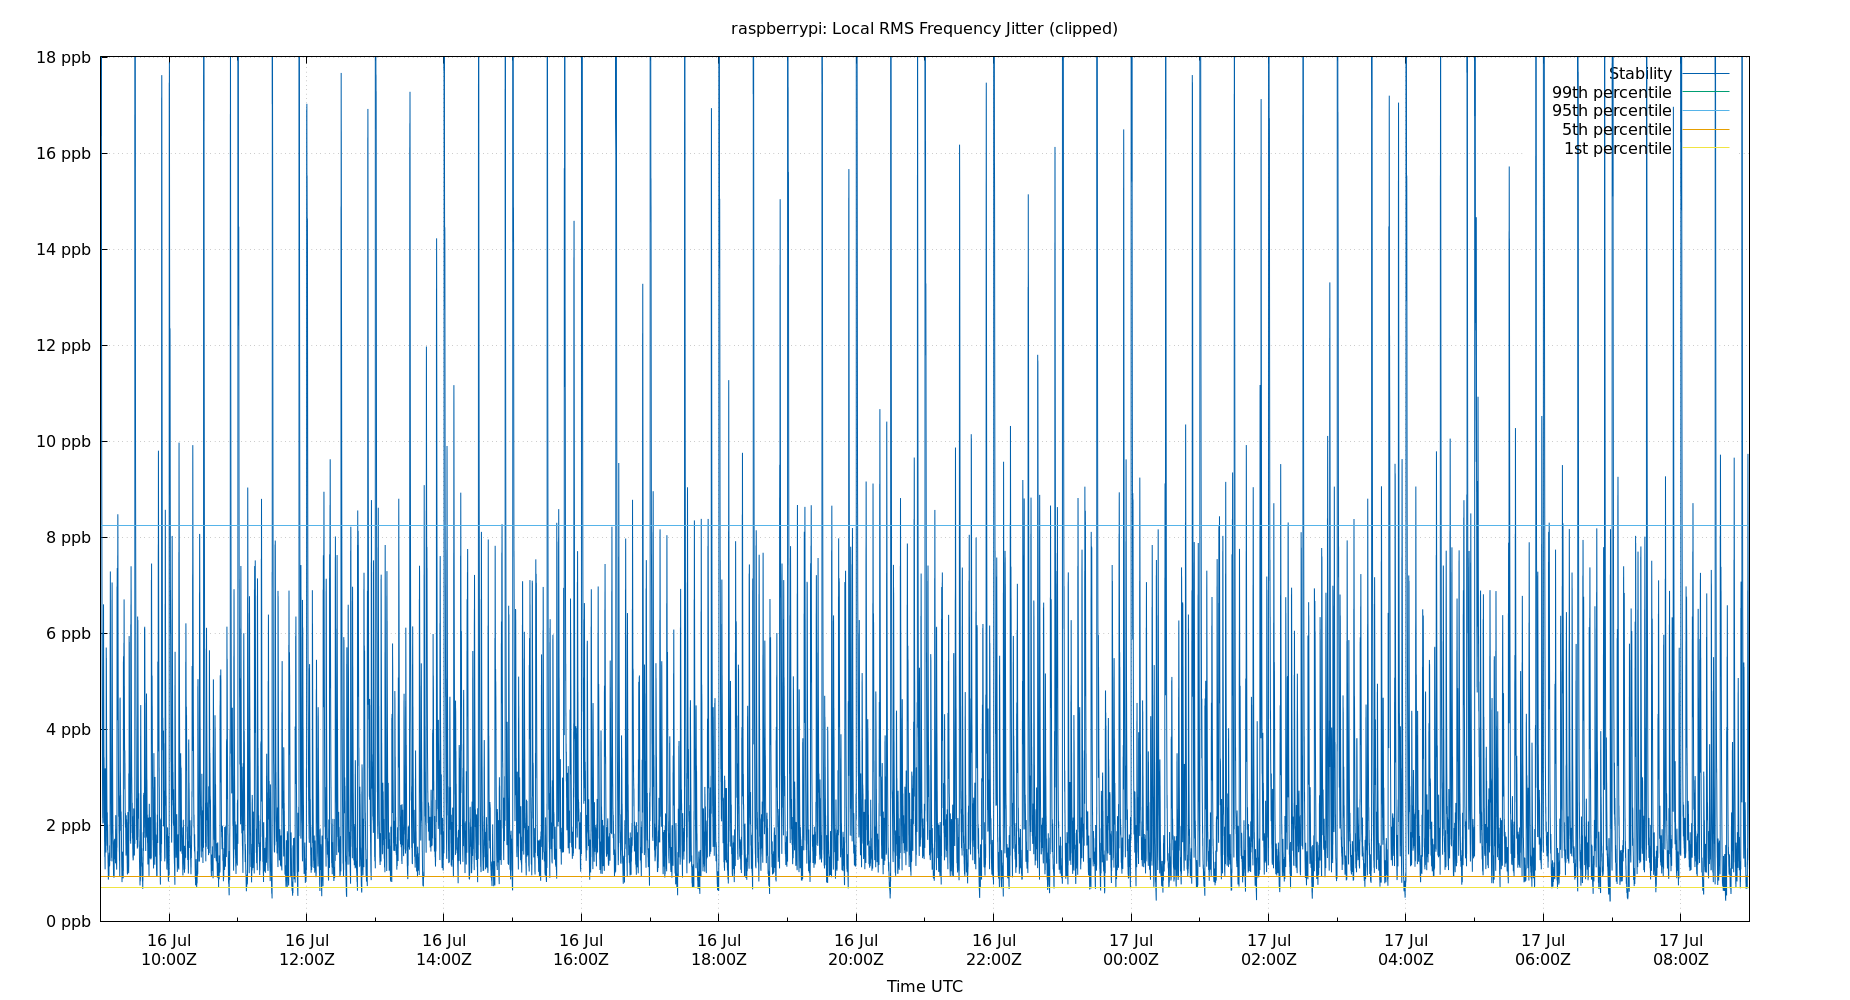 raspberrypi: Local RMS Frequency Jitter (clipped)
18 ppb
16 ppb
14 ppb
12 ppb
10 ppb
8 ppb
6 ppb
4 ppb
2 ppb
0 ppb
Stability
99th percentile
95th percentile
5th percentile
1st percentile
16 Jul 16 Jul 16 Jul 16 Jul 16 Jul 16 Jul 16 Jul 17 Jul 17 Jul 17 Jul 17 Jul 17 Jul
10:00Z 12:00Z 14:00Z 16:00Z 18:00Z 20:00Z 22:00Z 00:00Z 02:00Z 04:00Z 06:00Z 08:00Z
Time UTC